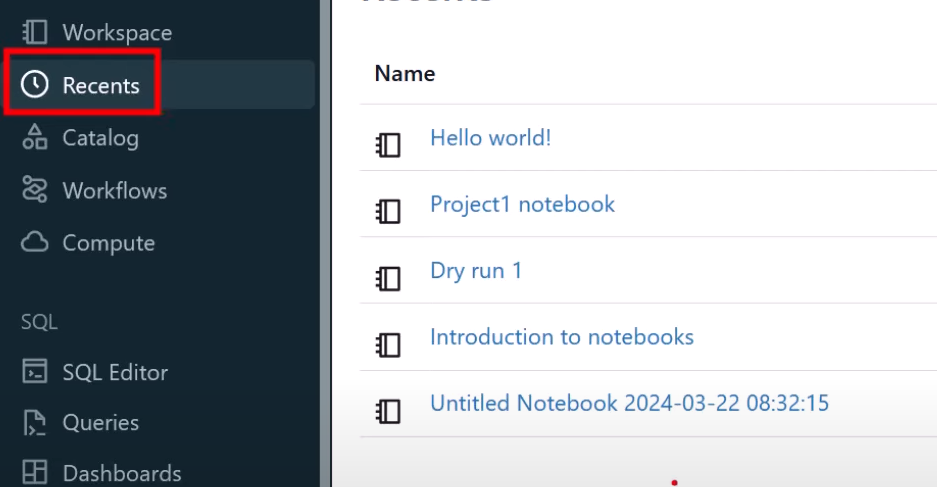 Recents
Workspace
Recents
Catalog
Workflows
Compute
SQL
SQL Editor
Queries
Dashboards
Name
Hello world!
Project1 notebook
Dry run 1
Introduction to notebooks
Untitled Notebook 2024-03-22 08:32:15